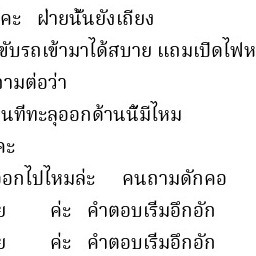 คะ ฝ่ายนั้นยังเถียง
ขับรถเข้ามาได้สบาย แถมเปิดไฟห
ถามต่อว่า
นทีทะลุออกด้านนี้มีไหม
คะ
ออกไปไหมล่ะ คนถามดักคอ
ย ค่ะ คำตอบเริ่มอึกอัก
ย ค่ะ คำตอบเริ่มอึกอัก